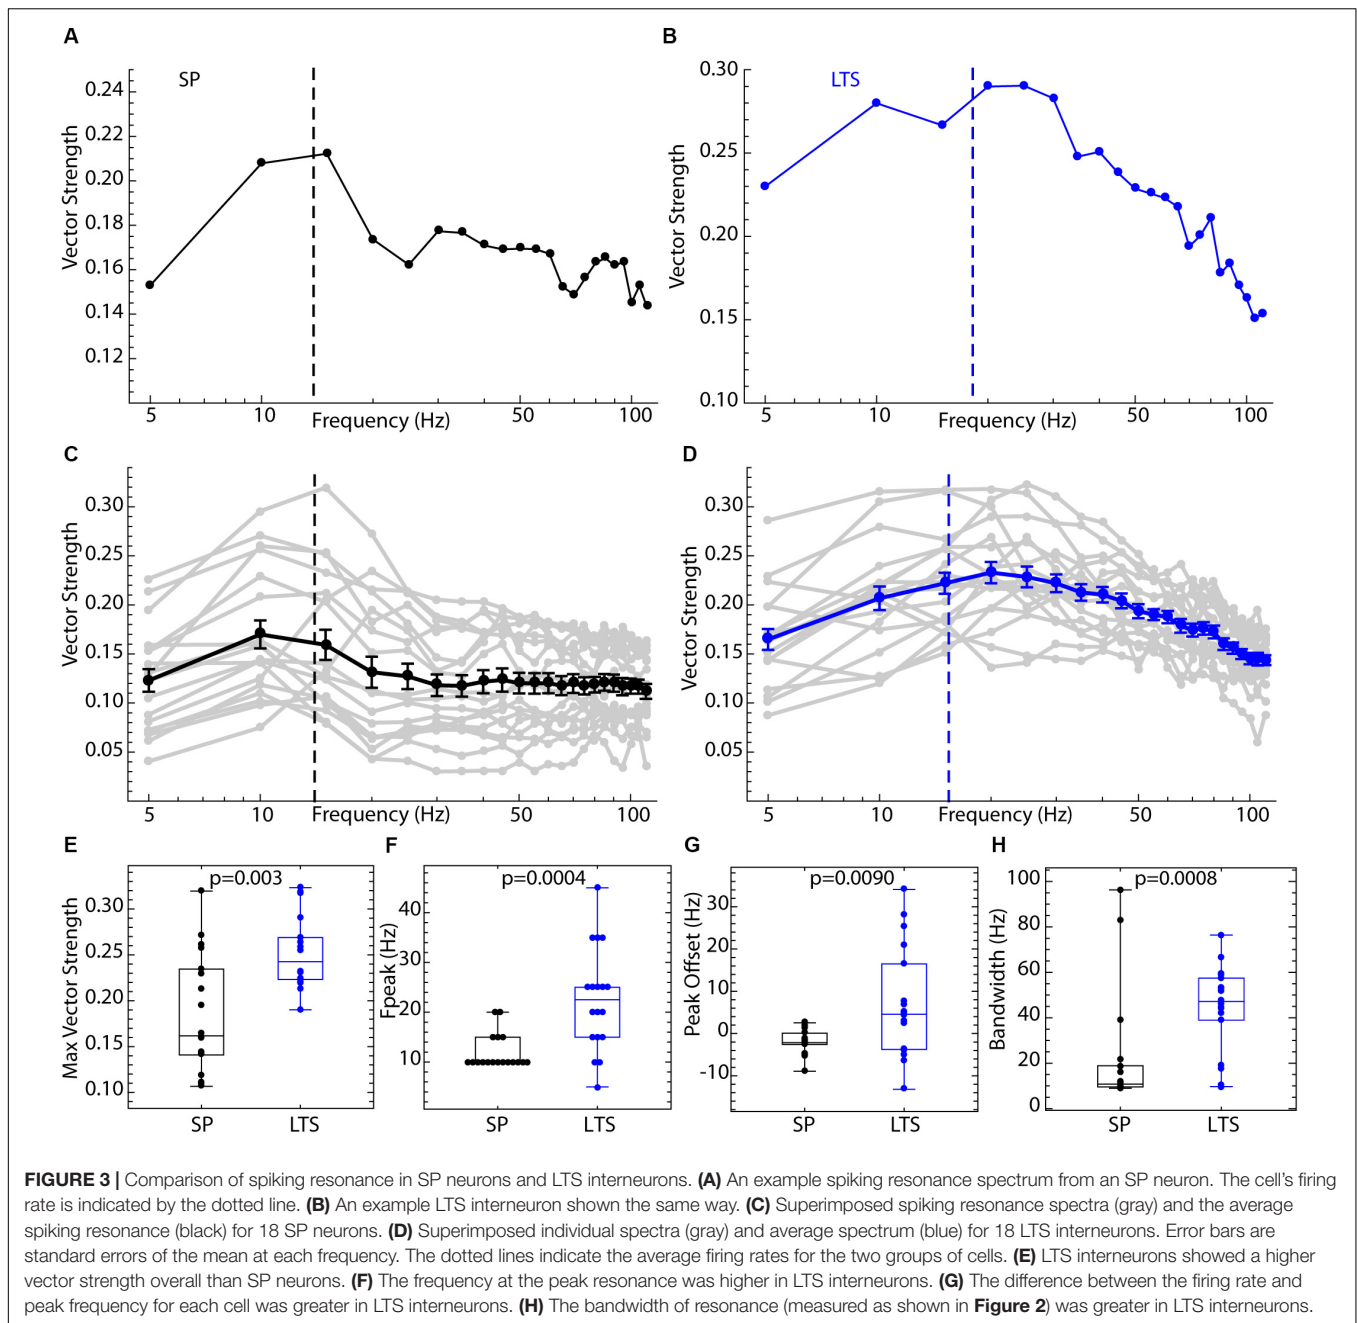 A
SP
0.24
0.22
0.20
0.18
0.16
0.14
0.12
Vector Strength
5
10
50
100
Frequency (Hz)
B
LTS
0.30
0.25
0.20
0.15
0.10
Vector Strength
5
10
50
100
Frequency (Hz)
C
0.30
0.25
0.20
0.15
0.10
0.05
Vector Strength
5
10
50
100
Frequency (Hz)
D
0.30
0.25
0.20
0.15
0.10
0.05
Vector Strength
5
10
50
100
Frequency (Hz)
E
p=0.003
0.30
0.25
0.20
0.15
0.10
Max Vector Strength
SP
LTS
F
p=0.0004
40
30
20
10
Fpeak (Hz)
SP
LTS
G
p=0.0090
30
20
10
0
-10
Peak Offset (Hz)
SP
LTS
H
p=0.0008
100
80
60
40
20
0
Bandwidth (Hz)
SP
LTS
FIGURE 3 | Comparison of spiking resonance in SP neurons and LTS interneurons. (A) An example spiking resonance spectrum from an SP neuron. The cell's firing
rate is indicated by the dotted line. (B) An example LTS interneuron shown the same way. (C) Superimposed spiking resonance spectra (gray) and the average
spiking resonance (black) for 18 SP neurons. (D) Superimposed individual spectra (gray) and average spectrum (blue) for 18 LTS interneurons. Error bars are
standard errors of the mean at each frequency. The dotted lines indicate the average firing rates for the two groups of cells. (E) LTS interneurons showed a higher
vector strength overall than SP neurons. (F) The frequency at the peak resonance was higher in LTS interneurons. (G) The difference between the firing rate and
peak frequency for each cell was greater in LTS interneurons. (H) The bandwidth of resonance (measured as shown in Figure 2) was greater in LTS interneurons.